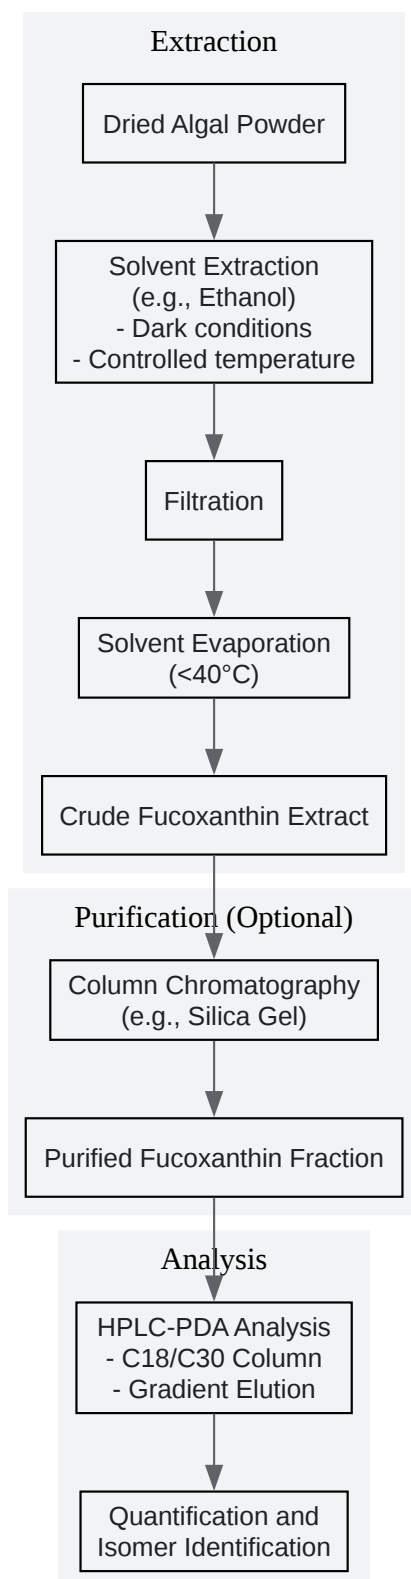 Extraction
Dried Algal Powder
Solvent Extraction
(e.g., Ethanol)
- Dark conditions
- Controlled temperature
Filtration
Solvent Evaporation
(<40°C)
Crude Fucoxanthin Extract
Purification (Optional)
Column Chromatography
(e.g., Silica Gel)
Purified Fucoxanthin Fraction
Analysis
HPLC-PDA Analysis
- C18/C30 Column
- Gradient Elution
Quantification and
Isomer Identification